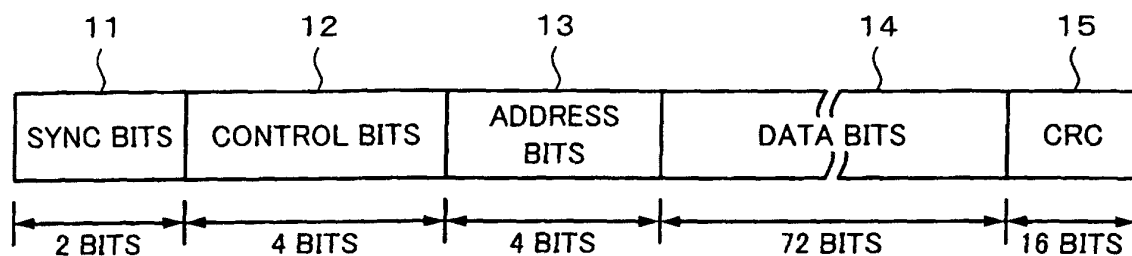 11 12 13 14 15
SYNC BITS CONTROL BITS ADDRESS BITS DATA BITS CRC
2 BITS 4 BITS 4 BITS 72 BITS 16 BITS